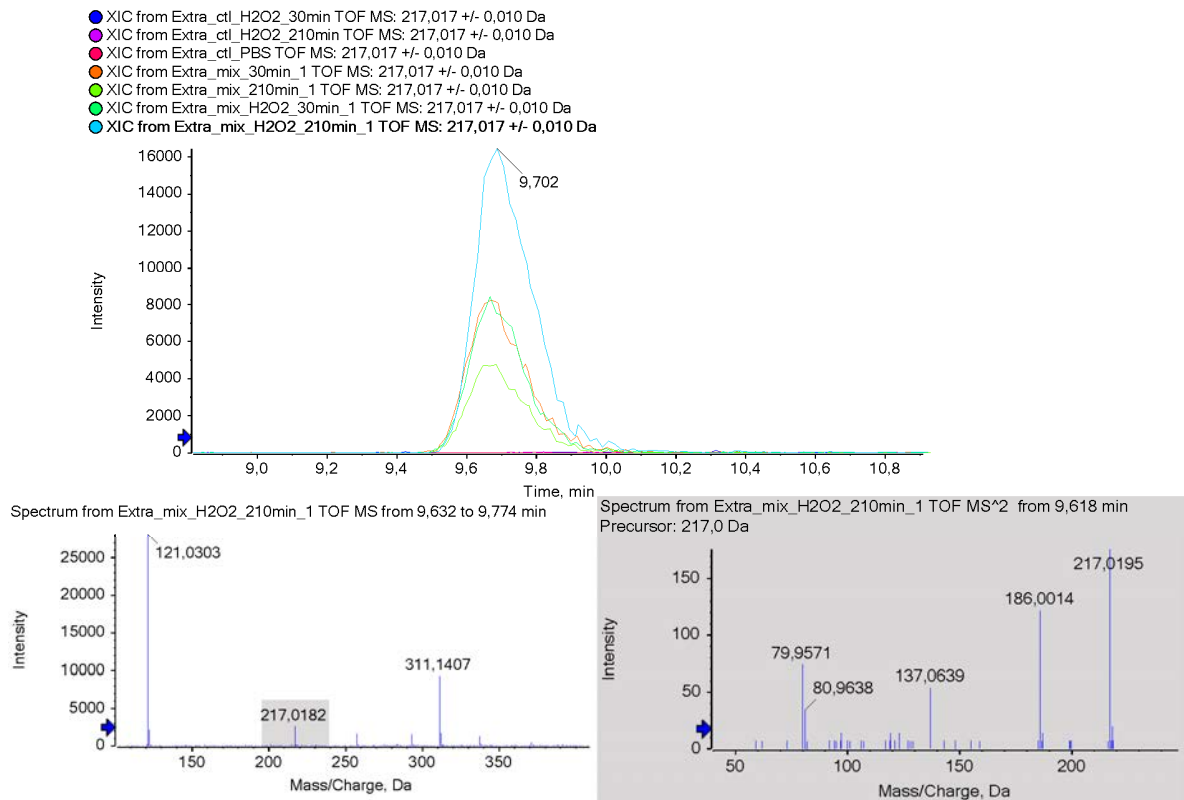 XIC from Extra_ctl_H2O2_30min TOF MS: 217,017 +/- 0,010 Da
XIC from Extra_ctl_H2O2_210min TOF MS: 217,017 +/- 0,010 Da
XIC from Extra_ctl_PBS TOF MS: 217,017 +/- 0,010 Da
XIC from Extra_mix_30min_1 TOF MS: 217,017 +/- 0,010 Da
XIC from Extra_mix_210min_1 TOF MS: 217,017 +/- 0,010 Da
XIC from Extra_mix_H2O2_30min_1 TOF MS: 217,017 +/- 0,010 Da
XIC from Extra_mix_H2O2_210min_1 TOF MS: 217,017 +/- 0,010 Da
16000
14000
12000
10000
8000
6000
4000
2000
0
Intensity
9,702
9,0 9,2 9,4 9,6 9,8 10,0 10,2 10,4 10,6 10,8
Time, min
Spectrum from Extra_mix_H2O2_210min_1 TOF MS from 9,632 to 9,774 min
25000
20000
15000
10000
5000
0
Intensity
121,0303
217,0182
311,1407
150 200 250 300 350
Mass/Charge, Da
Spectrum from Extra_mix_H2O2_210min_1 TOF MS^2 from 9,618 min
Precursor: 217,0 Da
150
100
50
0
Intensity
79,9571
80,9638
137,0639
186,0014
217,0195
50 100 150 200
Mass/Charge, Da